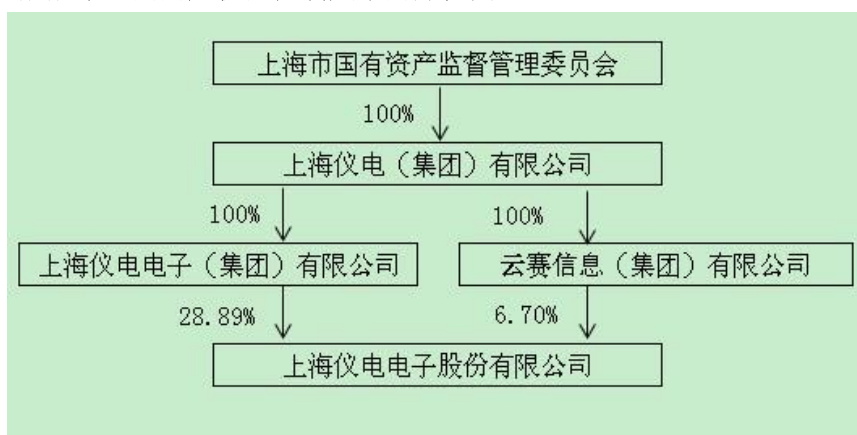 上海市国有资产监督管理委员会
100%
上海仪电（集团）有限公司
100%
100%
上海仪电电子（集团）有限公司
云赛信息（集团）有限公司
28.89%
6.70%
上海仪电电子股份有限公司